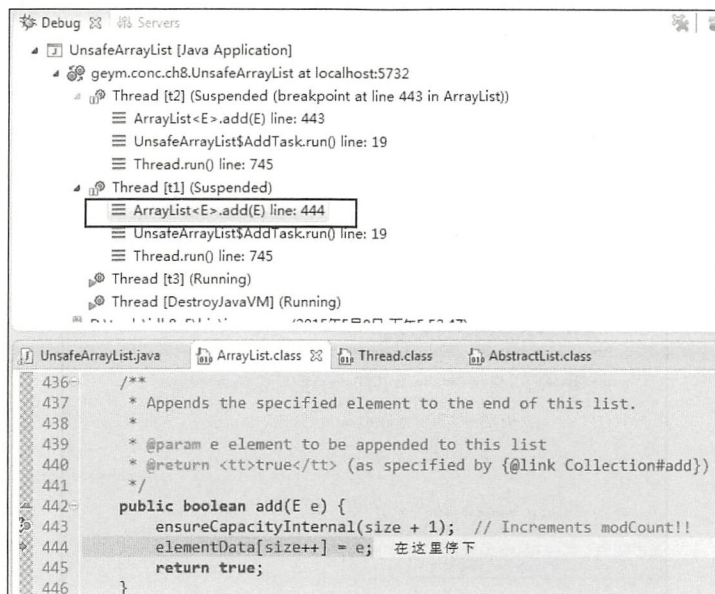 Debug Servers
UnsafeArrayList [Java Application]
geym.conc.ch8.UnsafeArrayList at localhost:5732
Thread [t2] (Suspended (breakpoint at line 443 in ArrayList))
ArrayList<E>.add(E) line: 443
UnsafeArrayList$AddTask.run() line: 19
Thread.run() line: 745
Thread [t1] (Suspended)
ArrayList<E>.add(E) line: 444
UnsafeArrayList$AddTask.run() line: 19
Thread.run() line: 745
Thread [t3] (Running)
Thread [DestroyJavaVM] (Running)
UnsafeArrayList.java ArrayList.class Thread.class AbstractList.class
436 /**
437 * Appends the specified element to the end of this list.
438 *
439 * @param e element to be appended to this list
440 * @return <tt>true</tt> (as specified by {@link Collection#add})
441 */
442 public boolean add(E e) {
443 ensureCapacityInternal(size + 1); // Increments modCount!!
444 elementData[size++] = e; 在这里停下
445 return true;
446 }